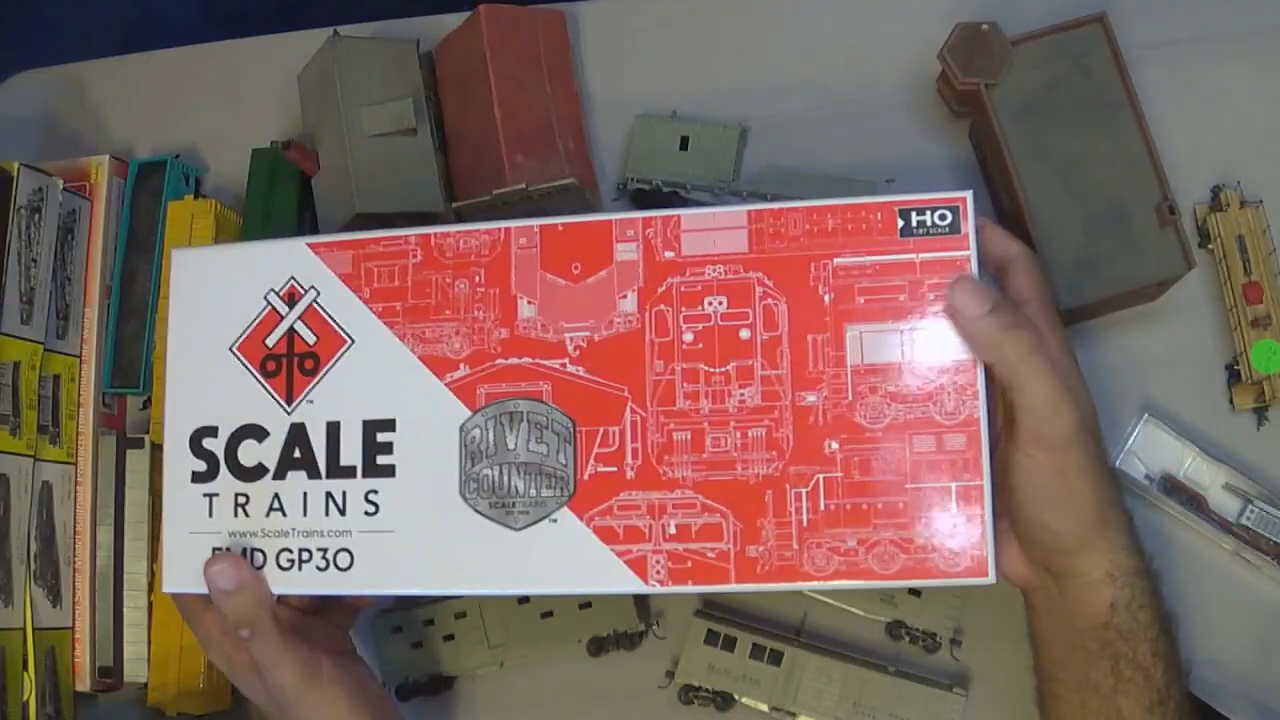 HO
1:87 SCALE
SCALE
TRAINS
www.ScaleTrains.com
EMD GP30
RIVET
COUNTER
SCALETRAINS